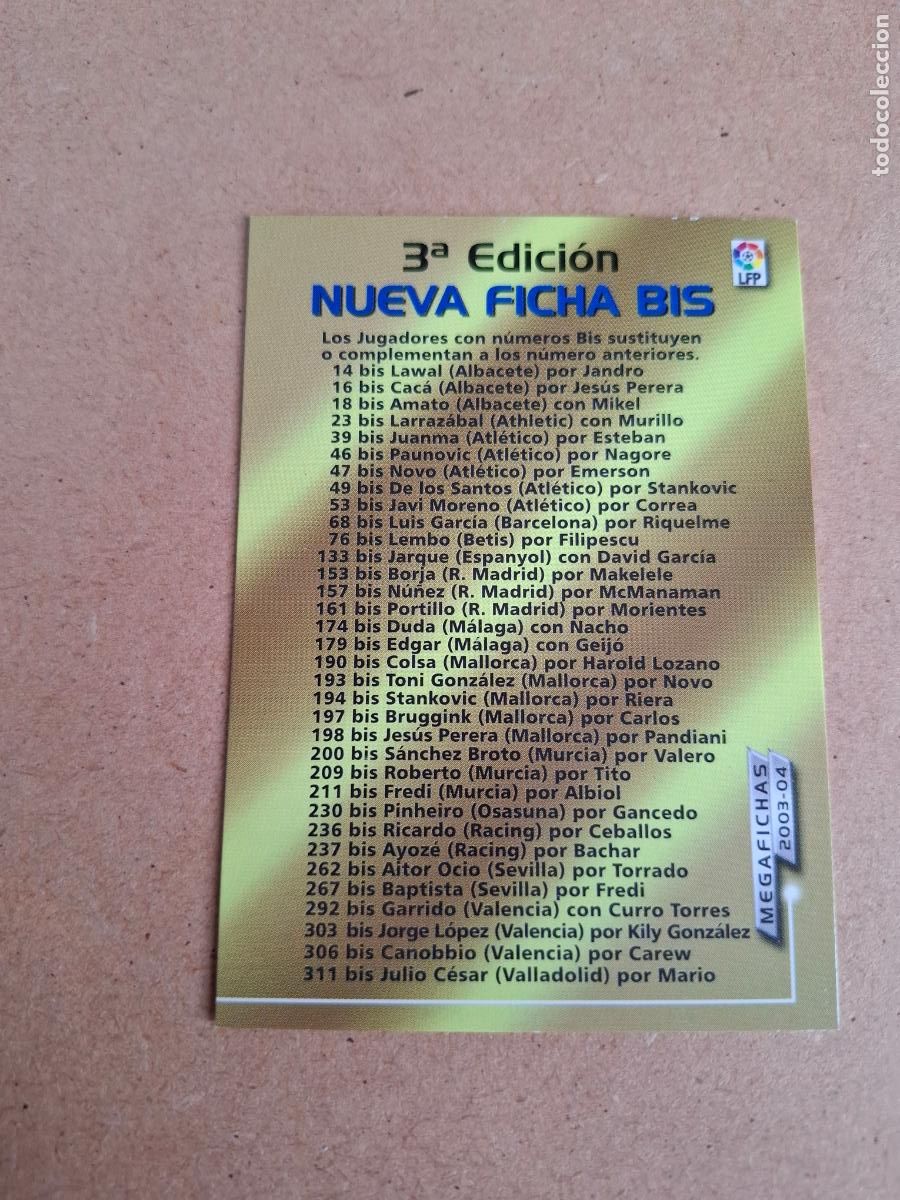 3ª Edición
LFP
NUEVA FICHA BIS
Los Jugadores con números Bis sustituyen
o complementan a los número anteriores.
14 bis Lawal (Albacete) por Jandro
16 bis Cacá (Albacete) por Jesús Perera
18 bis Amato (Albacete) con Mikel
23 bis Larrazábal (Athletic) con Murillo
39 bis Juanma (Atlético) por Esteban
46 bis Paunovic (Atlético) por Nagore
47 bis Novo (Atlético) por Emerson
49 bis De los Santos (Atlético) por Stankovic
53 bis Javi Moreno (Atlético) por Correa
68 bis Luis García (Barcelona) por Riquelme
76 bis Lembo (Betis) por Filipescu
133 bis Jarque (Espanyol) con David García
153 bis Borja (R. Madrid) por Makelele
157 bis Núñez (R. Madrid) por McManaman
161 bis Portillo (R. Madrid) por Morientes
174 bis Duda (Málaga) con Nacho
179 bis Edgar (Málaga) con Geijó
190 bis Colsa (Mallorca) por Harold Lozano
193 bis Toni González (Mallorca) por Novo
194 bis Stankovic (Mallorca) por Riera
197 bis Bruggink (Mallorca) por Carlos
198 bis Jesús Perera (Mallorca) por Pandiani
200 bis Sánchez Broto (Murcia) por Valero
209 bis Roberto (Murcia) por Tito
211 bis Fredi (Murcia) por Albiol
230 bis Pinheiro (Osasuna) por Gancedo
236 bis Ricardo (Racing) por Ceballos
237 bis Ayozé (Racing) por Bachar
262 bis Aitor Ocio (Sevilla) por Torrado
267 bis Baptista (Sevilla) por Fredi
292 bis Garrido (Valencia) con Curro Torres
303 bis Jorge López (Valencia) por Kily González
306 bis Canobbio (Valencia) por Carew
311 bis Julio César (Valladolid) por Mario
MEGAFICHAS
2003-04
todocoleccion